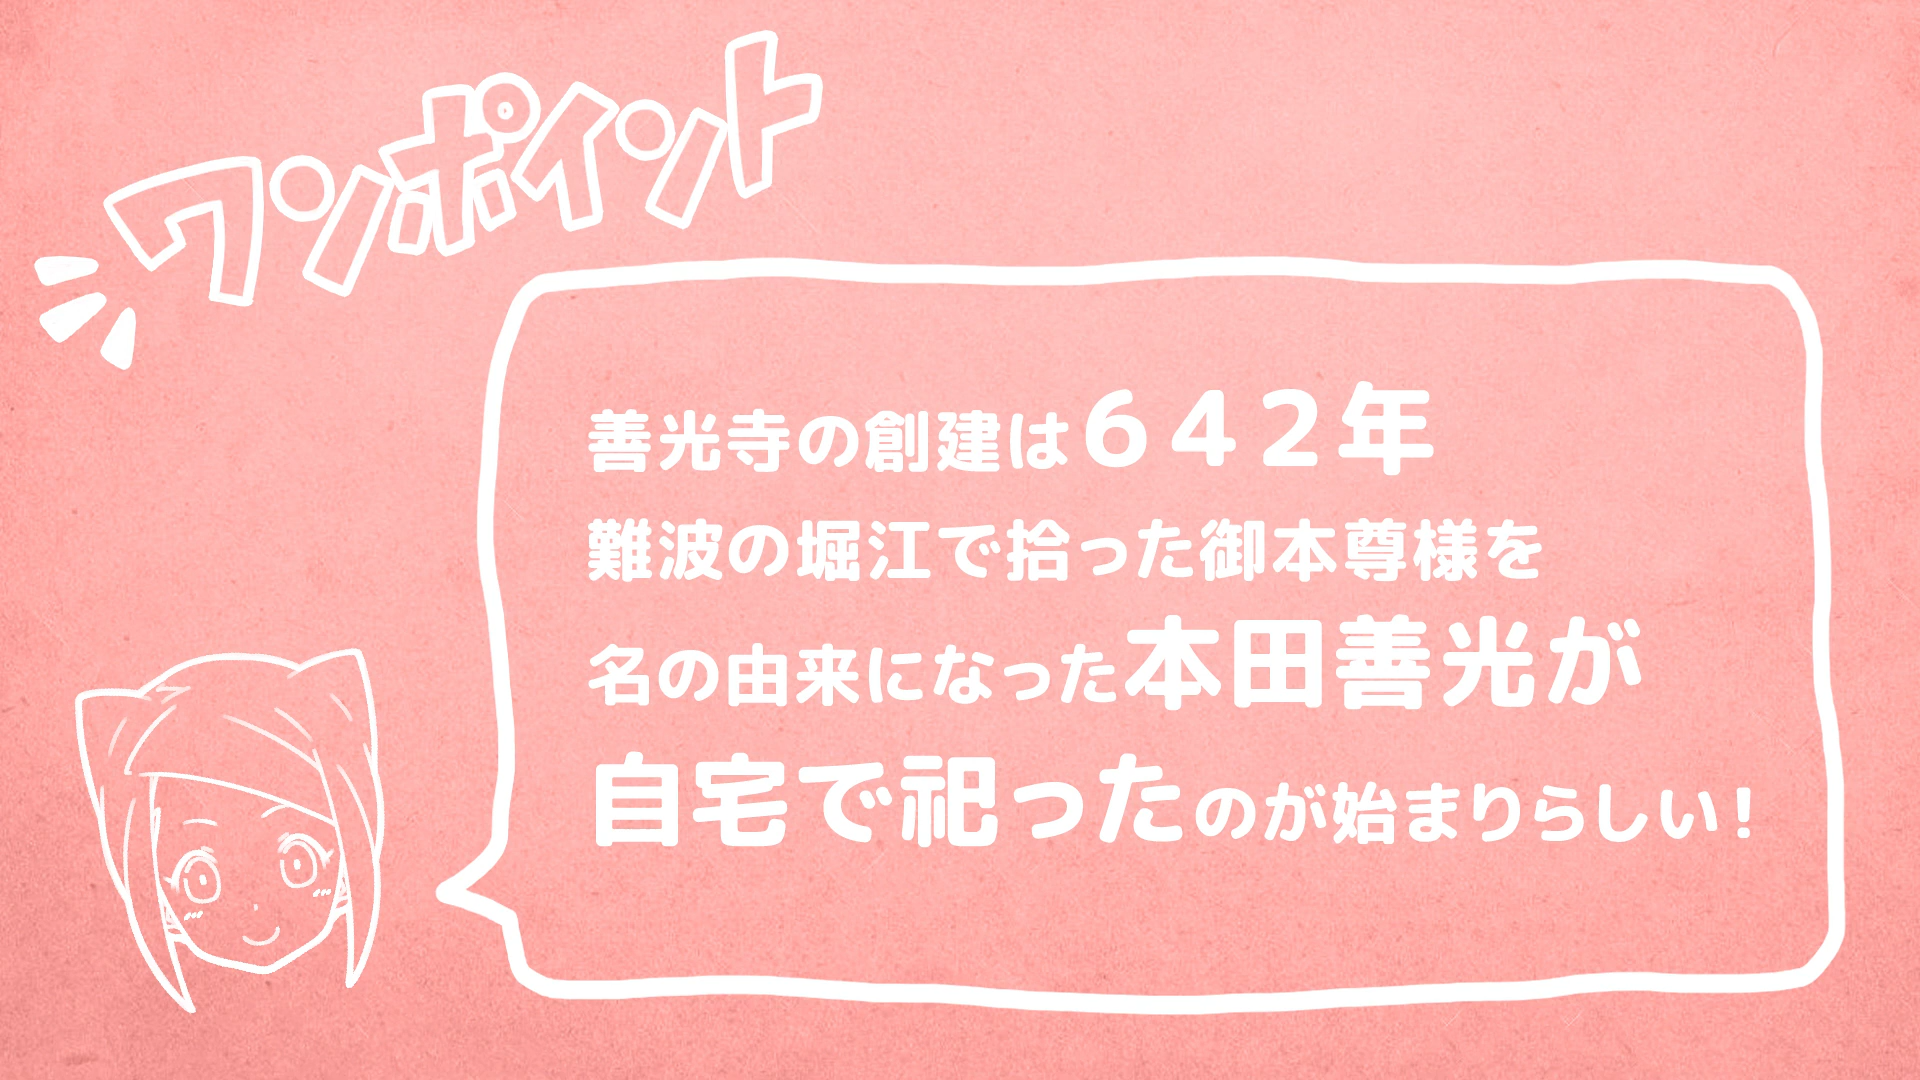 ワンポイント
善光寺の創建は６４２年
難波の堀江で拾った御本尊様を
名の由来になった本田善光が
自宅で祀ったのが始まりらしい！